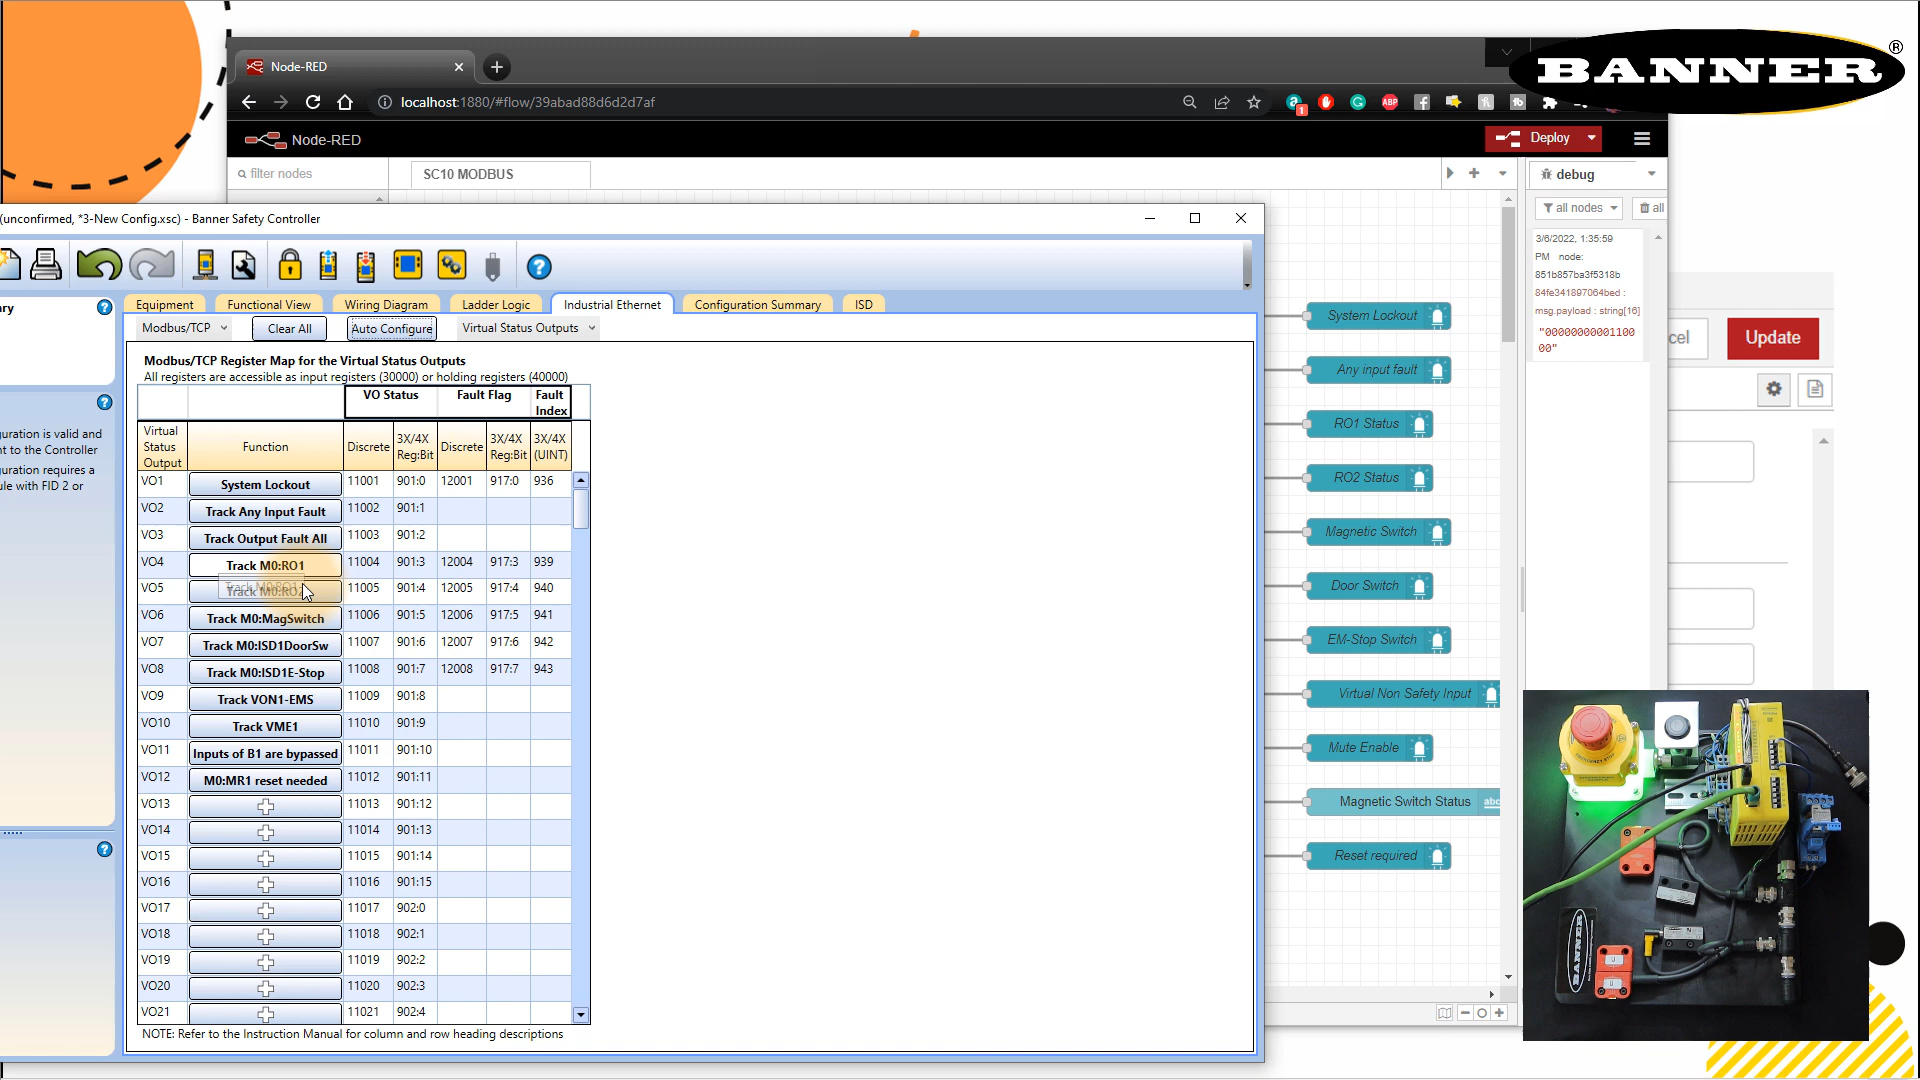 BANNER®
Node-RED
localhost:1880/#flow/39abad88d6d2d7af
Node-RED
Deploy
filter nodes
SC10 MODBUS
debug
all nodes
all
3/6/2022, 1:35:59
PM node:
851b857ba3f5318b
84fe341897064bed :
msg.payload : string[16]
"00000000001100
00"
cel
Update
(unconfirmed, *3-New Config.xsc) - Banner Safety Controller
ry
Equipment
Functional View
Wiring Diagram
Ladder Logic
Industrial Ethernet
Configuration Summary
ISD
Modbus/TCP
Clear All
Auto Configure
Virtual Status Outputs
uration is valid and
nt to the Controller
uration requires a
ule with FID 2 or
Modbus/TCP Register Map for the Virtual Status Outputs
All registers are accessible as input registers (30000) or holding registers (40000)
VO Status Fault Flag Fault Index
Virtual Status Output Function Discrete 3X/4X Reg:Bit Discrete 3X/4X Reg:Bit 3X/4X (UINT)
VO1 System Lockout 11001 901:0 12001 917:0 936
VO2 Track Any Input Fault 11002 901:1
VO3 Track Output Fault All 11003 901:2
VO4 Track M0:RO1 11004 901:3 12004 917:3 939
VO5 Track M0:RO2 11005 901:4 12005 917:4 940
Track M0:RO1
VO6 Track M0:MagSwitch 11006 901:5 12006 917:5 941
VO7 Track M0:ISD1DoorSw 11007 901:6 12007 917:6 942
VO8 Track M0:ISD1E-Stop 11008 901:7 12008 917:7 943
VO9 Track VON1-EMS 11009 901:8
VO10 Track VME1 11010 901:9
VO11 Inputs of B1 are bypassed 11011 901:10
VO12 M0:MR1 reset needed 11012 901:11
VO13 11013 901:12
VO14 11014 901:13
VO15 11015 901:14
VO16 11016 901:15
VO17 11017 902:0
VO18 11018 902:1
VO19 11019 902:2
VO20 11020 902:3
VO21 11021 902:4
NOTE: Refer to the Instruction Manual for column and row heading descriptions
System Lockout
Any input fault
RO1 Status
RO2 Status
Magnetic Switch
Door Switch
EM-Stop Switch
Virtual Non Safety Input
Mute Enable
Magnetic Switch Status
abc
Reset required
BANNER